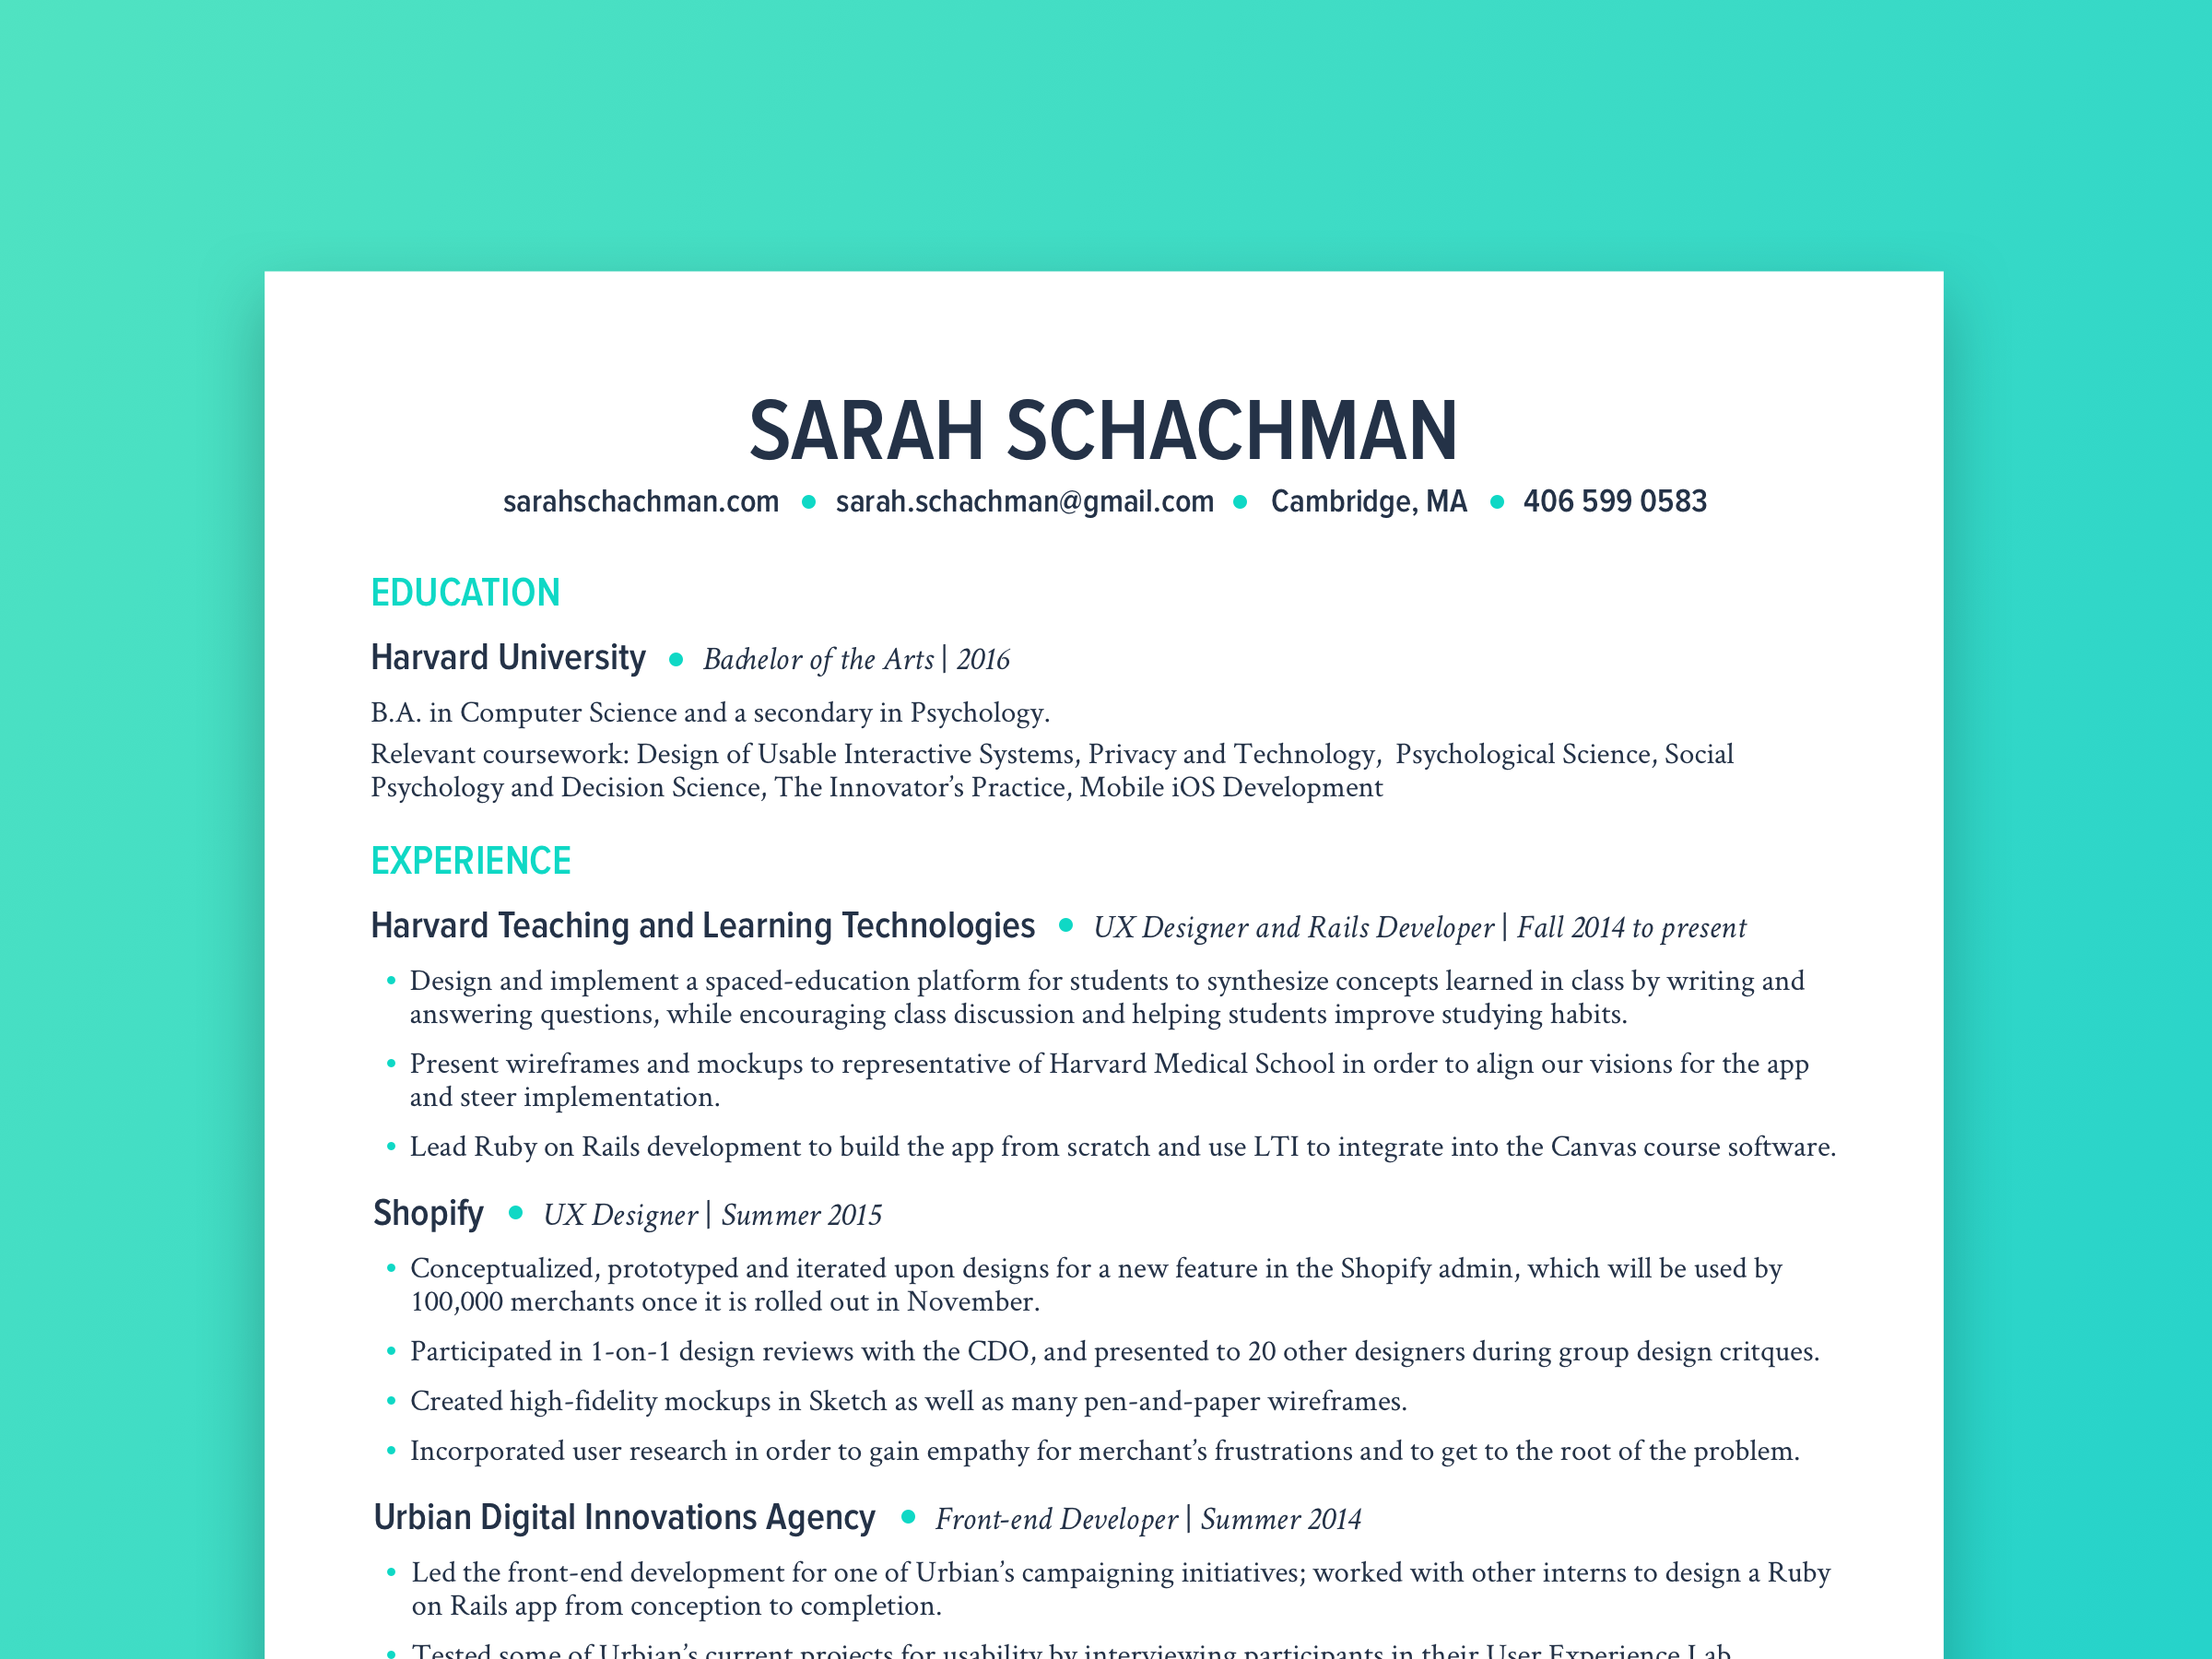 SARAH SCHACHMAN
sarahschachman.com • sarah.schachman@gmail.com • Cambridge, MA • 406 599 0583
EDUCATION
Harvard University • Bachelor of the Arts | 2016
B.A. in Computer Science and a secondary in Psychology.
Relevant coursework: Design of Usable Interactive Systems, Privacy and Technology,  Psychological Science, Social
Psychology and Decision Science, The Innovator’s Practice, Mobile iOS Development
EXPERIENCE
Harvard Teaching and Learning Technologies • UX Designer and Rails Developer | Fall 2014 to present
• Design and implement a spaced-education platform for students to synthesize concepts learned in class by writing and
answering questions, while encouraging class discussion and helping students improve studying habits.
• Present wireframes and mockups to representative of Harvard Medical School in order to align our visions for the app
and steer implementation.
• Lead Ruby on Rails development to build the app from scratch and use LTI to integrate into the Canvas course software.
Shopify • UX Designer | Summer 2015
• Conceptualized, prototyped and iterated upon designs for a new feature in the Shopify admin, which will be used by
100,000 merchants once it is rolled out in November.
• Participated in 1-on-1 design reviews with the CDO, and presented to 20 other designers during group design critques.
• Created high-fidelity mockups in Sketch as well as many pen-and-paper wireframes.
• Incorporated user research in order to gain empathy for merchant’s frustrations and to get to the root of the problem.
Urbian Digital Innovations Agency • Front-end Developer | Summer 2014
• Led the front-end development for one of Urbian’s campaigning initiatives; worked with other interns to design a Ruby
on Rails app from conception to completion.
• Tested some of Urbian’s current projects for usability by interviewing participants in their User Experience Lab